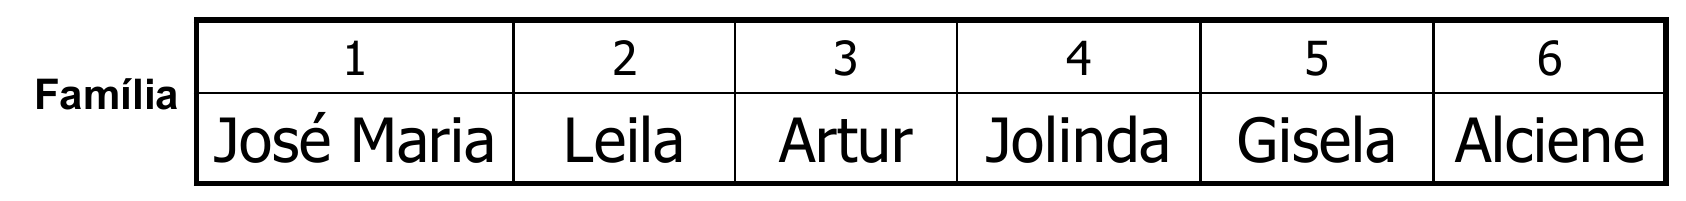 1 2 3 4 5 6
Família
José Maria Leila Artur Jolinda Gisela Alciene